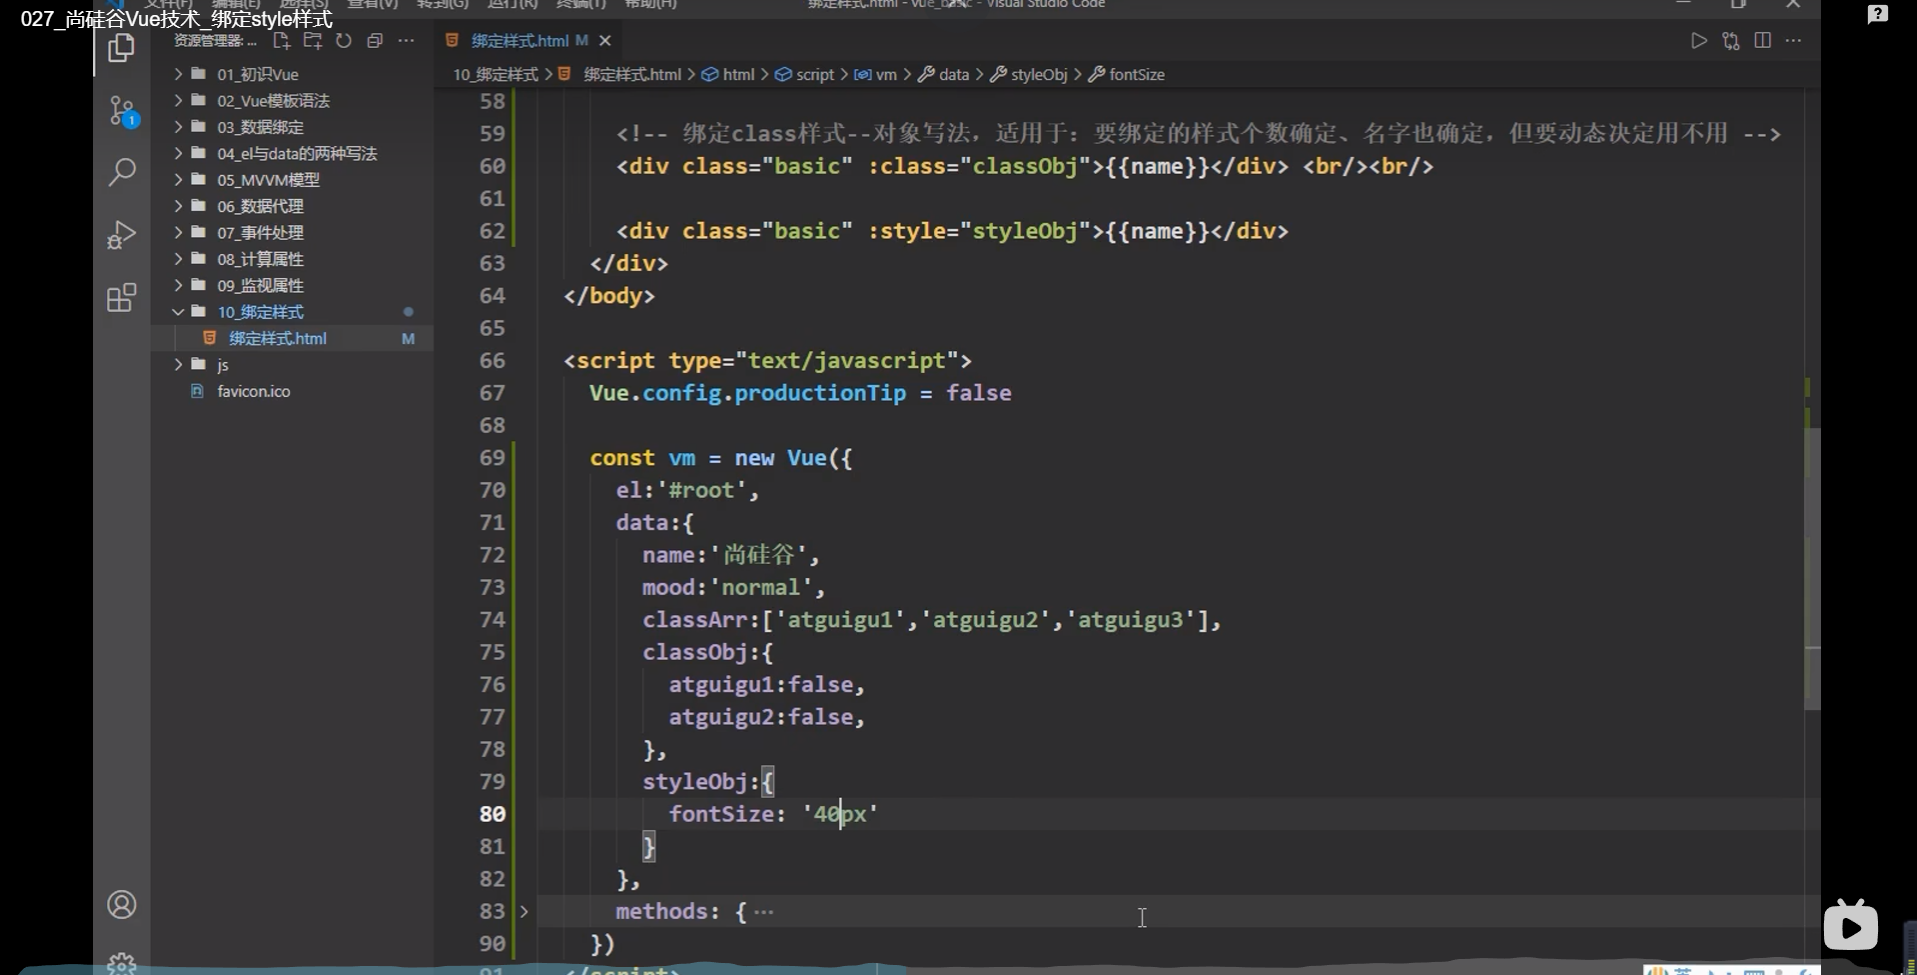 文件(F) 编辑(E) 选择(S) 查看(V) 转到(G) 运行(R) 终端(T) 帮助(H)
绑定样式.html - vue_basic - Visual Studio Code
027_尚硅谷Vue技术_绑定style样式
资源管理器: ...
绑定样式.html M
01_初识Vue
02_Vue模板语法
03_数据绑定
04_el与data的两种写法
05_MVVM模型
06_数据代理
07_事件处理
08_计算属性
09_监视属性
10_绑定样式
绑定样式.html M
js
favicon.ico
1
10_绑定样式 > 绑定样式.html > html > script > vm > data > styleObj > fontSize
58
59 <!-- 绑定class样式--对象写法，适用于：要绑定的样式个数确定、名字也确定，但要动态决定用不用 -->
60 <div class="basic" :class="classObj">{{name}}</div> <br/><br/>
61
62 <div class="basic" :style="styleObj">{{name}}</div>
63 </div>
64 </body>
65
66 <script type="text/javascript">
67 Vue.config.productionTip = false
68
69 const vm = new Vue({
70 el:'#root',
71 data:{
72 name:'尚硅谷',
73 mood:'normal',
74 classArr:['atguigu1','atguigu2','atguigu3'],
75 classObj:{
76 atguigu1:false,
77 atguigu2:false,
78 },
79 styleObj:{
80 fontSize: '40px'
81 }
82 },
83 methods: { ···
90 })
91 </script>
英